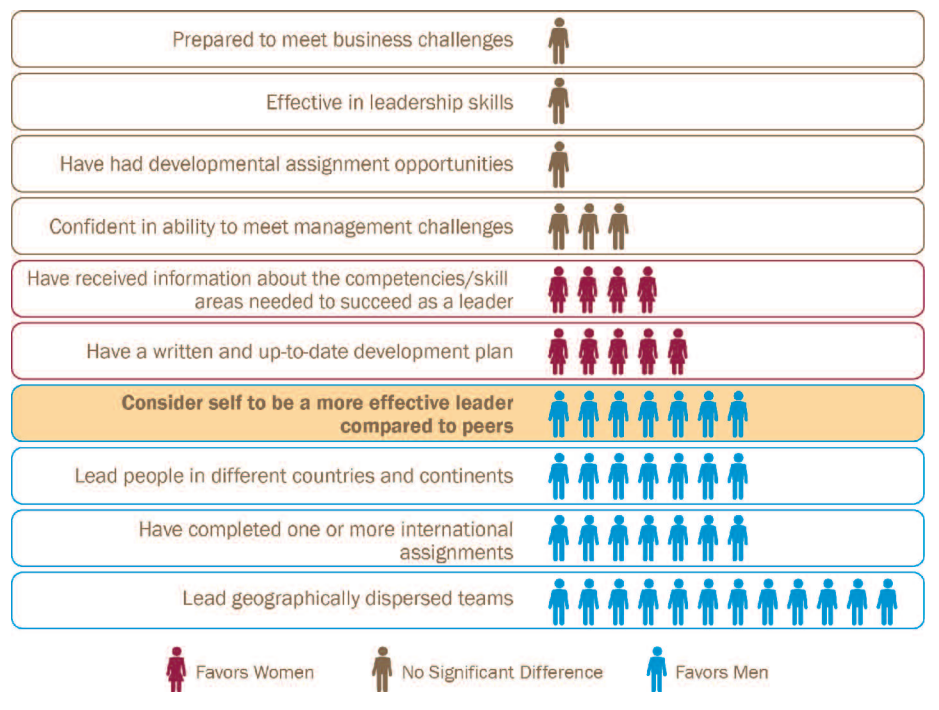 Prepared to meet business challenges
Effective in leadership skills
Have had developmental assignment opportunities
Confident in ability to meet management challenges
Have received information about the competencies/skill
areas needed to succeed as a leader
Have a written and up-to-date development plan
Consider self to be a more effective leader
compared to peers
Lead people in different countries and continents
Have completed one or more international
assignments
Lead geographically dispersed teams
Favors Women
No Significant Difference
Favors Men